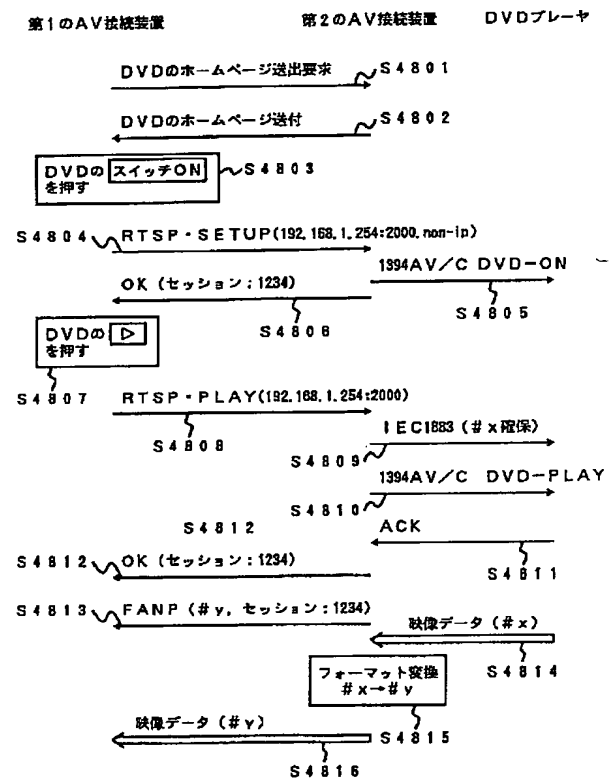 第1のAV接続装置 第2のAV接続装置 DVDプレーヤ
DVDのホームページ送出要求 S4801
DVDのホームページ送付 S4802
DVDの スイッチON
を押す
S4803
S4804 RTSP・SETUP(192.168.1.254:2000.non-ip)
1394AV/C DVD-ON
S4805
OK(セッション:1234)
S4806
DVDの ▷
を押す
S4807 RTSP・PLAY(192.168.1.254:2000)
S4808
IEC1883(#x確保)
S4809
1394AV/C DVD-PLAY
S4810
S4812
ACK
S4811
S4812 OK(セッション:1234)
S4813 FANP(#y, セッション:1234)
映像データ(#x)
S4814
フォーマット変換
#x→#y
S4815
映像データ(#y)
S4816